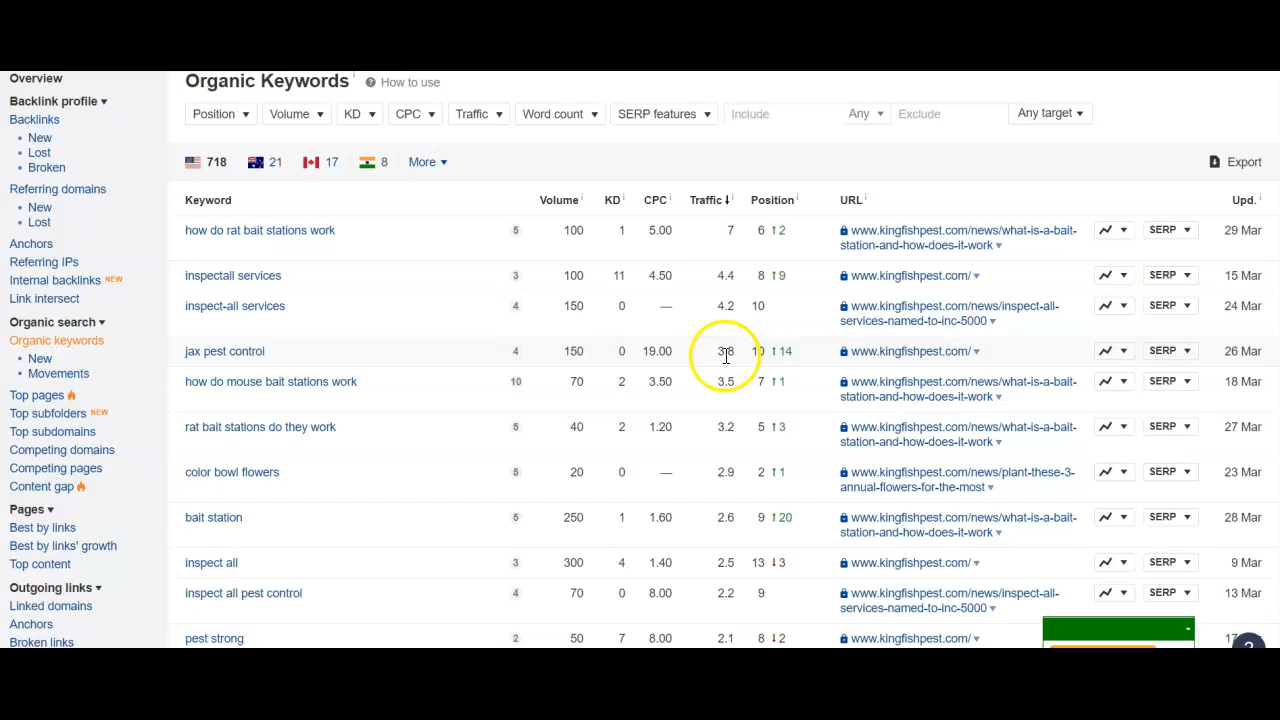 Overview
Backlink profile
Backlinks
New
Lost
Broken
Referring domains
New
Lost
Anchors
Referring IPs
Internal backlinks NEW
Link intersect
Organic search
Organic keywords
New
Movements
Top pages
Top subfolders NEW
Top subdomains
Competing domains
Competing pages
Content gap
Pages
Best by links
Best by links' growth
Top content
Outgoing links
Linked domains
Anchors
Broken links
Organic Keywords i ? How to use
Position Volume KD CPC Traffic Word count SERP features Include Any Exclude Any target
718 21 17 8 More Export
Keyword Volume i KD i CPC i Traffic i Position i URL i Upd. i
how do rat bait stations work 5 100 1 5.00 7 6 ↑2 www.kingfishpest.com/news/what-is-a-bait- SERP 29 Mar
station-and-how-does-it-work
inspectall services 3 100 11 4.50 4.4 8 ↑9 www.kingfishpest.com/ SERP 15 Mar
inspect-all services 4 150 0 — 4.2 10 www.kingfishpest.com/news/inspect-all- SERP 24 Mar
services-named-to-inc-5000
jax pest control 4 150 0 19.00 3.8 10 ↑14 www.kingfishpest.com/ SERP 26 Mar
how do mouse bait stations work 10 70 2 3.50 3.5 7 ↑1 www.kingfishpest.com/news/what-is-a-bait- SERP 18 Mar
station-and-how-does-it-work
rat bait stations do they work 5 40 2 1.20 3.2 5 ↑3 www.kingfishpest.com/news/what-is-a-bait- SERP 27 Mar
station-and-how-does-it-work
color bowl flowers 5 20 0 — 2.9 2 ↑1 www.kingfishpest.com/news/plant-these-3- SERP 23 Mar
annual-flowers-for-the-most
bait station 5 250 1 1.60 2.6 9 ↑20 www.kingfishpest.com/news/what-is-a-bait- SERP 28 Mar
station-and-how-does-it-work
inspect all 3 300 4 1.40 2.5 13 ↓3 www.kingfishpest.com/ SERP 9 Mar
inspect all pest control 4 70 0 8.00 2.2 9 www.kingfishpest.com/news/inspect-all- SERP 13 Mar
services-named-to-inc-5000
pest strong 2 50 7 8.00 2.1 8 ↓2 www.kingfishpest.com/ SERP